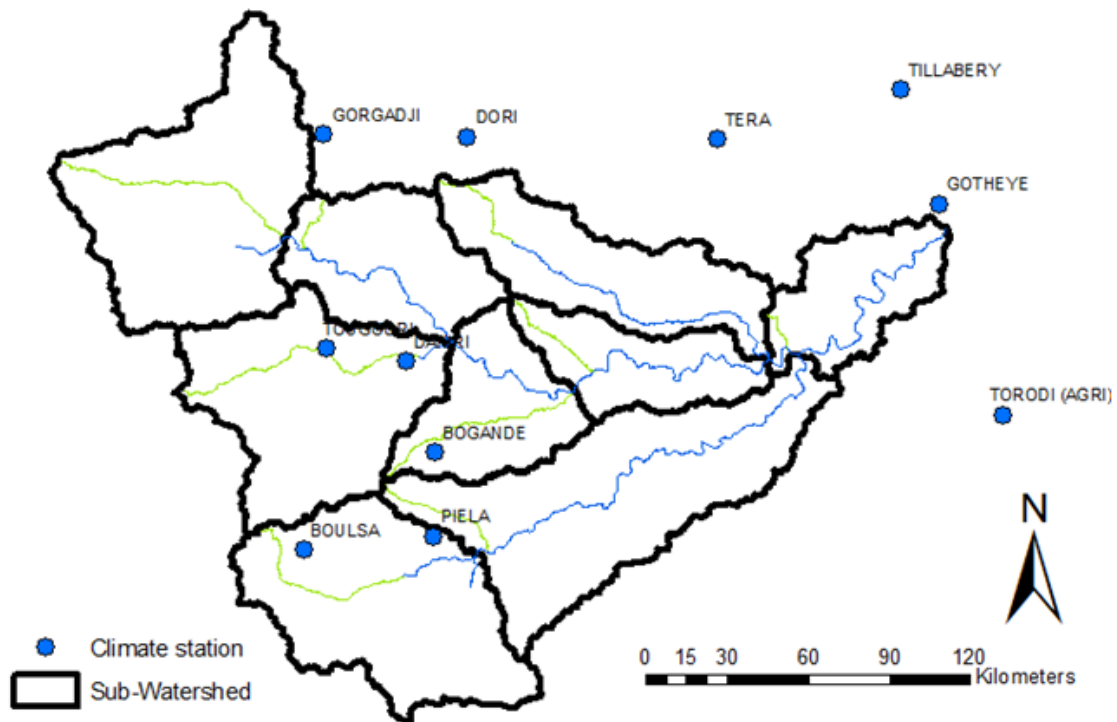 TILLABERY
GORGADJI
DORI
TERA
GOTHEYE
TOUGOURI
DARRI
TORODI (AGRI)
BOGANDE
BOULSA
PIELA
N
Climate station
Sub-Watershed
0 15 30 60 90 120
Kilometers